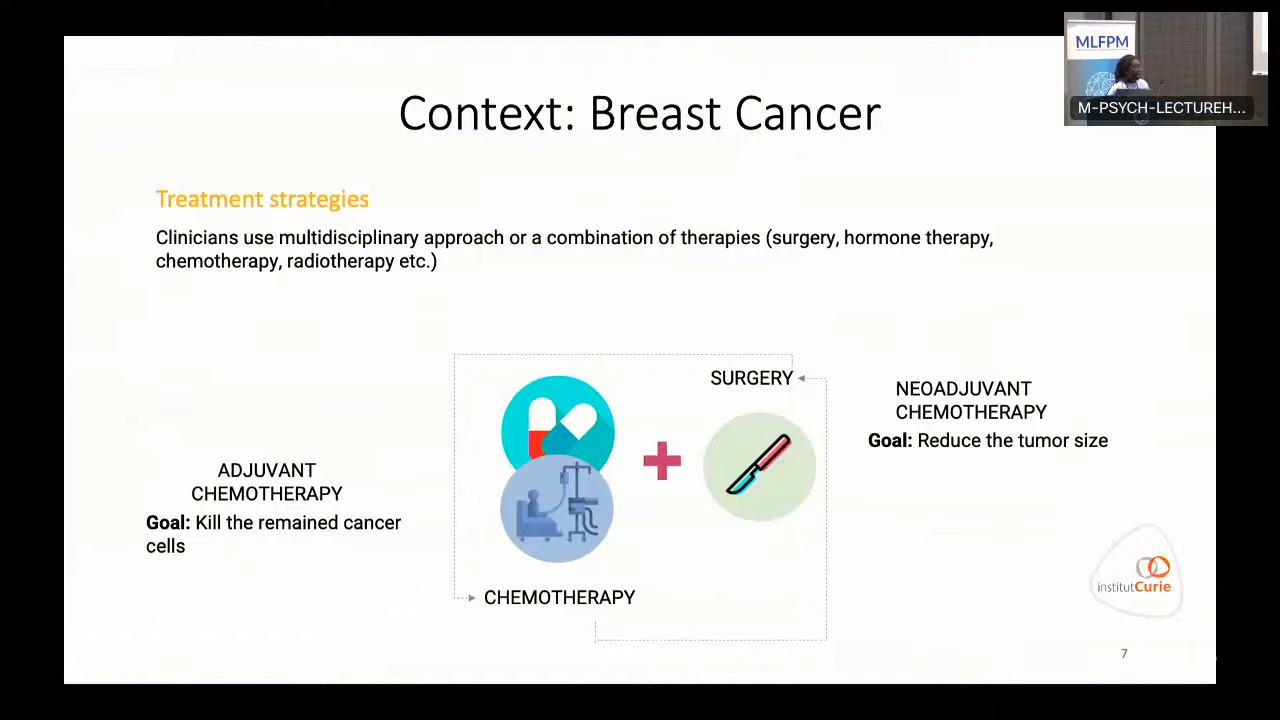 MLFPM
M-PSYCH-LECTUREH...
Context: Breast Cancer
Treatment strategies
Clinicians use multidisciplinary approach or a combination of therapies (surgery, hormone therapy,
chemotherapy, radiotherapy etc.)
SURGERY
NEOADJUVANT
CHEMOTHERAPY
Goal: Reduce the tumor size
ADJUVANT
CHEMOTHERAPY
Goal: Kill the remained cancer
cells
CHEMOTHERAPY
institutCurie
7